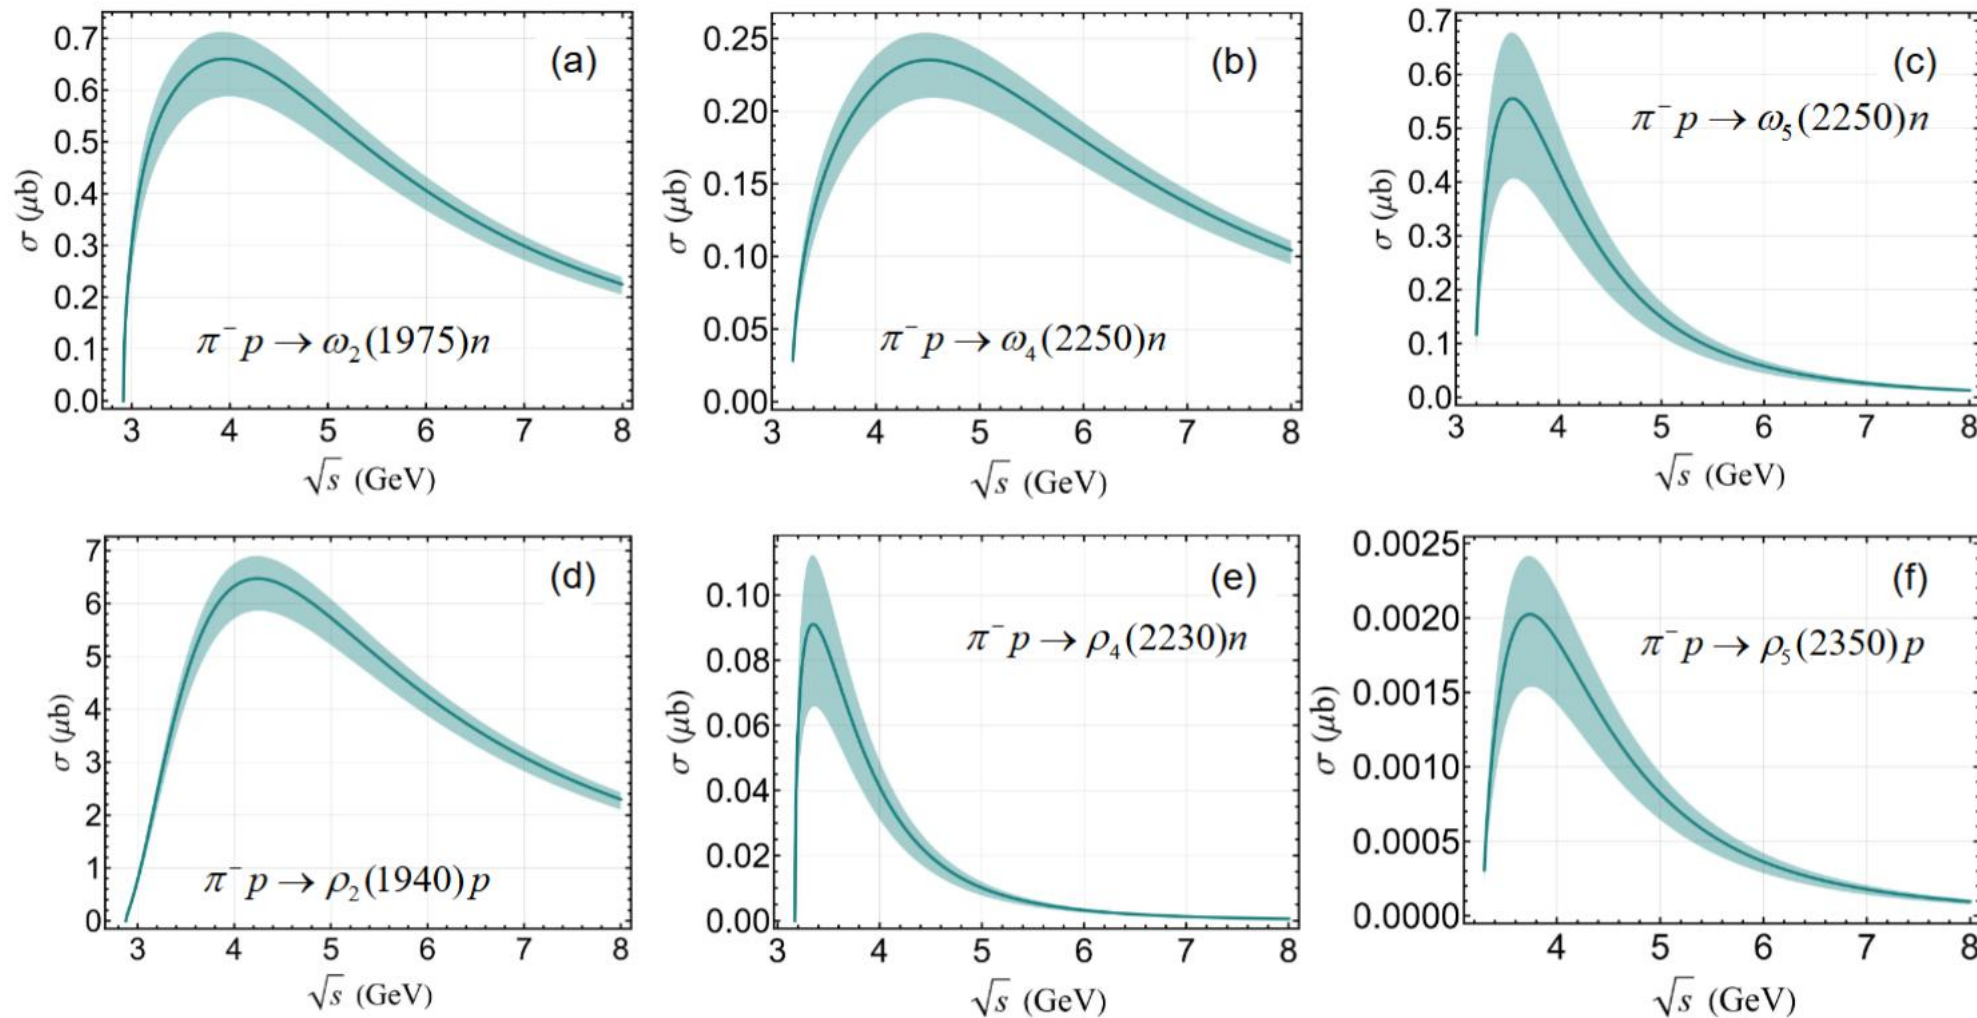 (a)
π⁻p → ω₂(1975)n
σ (μb)
0.7
0.6
0.5
0.4
0.3
0.2
0.1
0.0
3 4 5 6 7 8
√s (GeV)
(b)
π⁻p → ω₄(2250)n
σ (μb)
0.25
0.20
0.15
0.10
0.05
0.00
3 4 5 6 7 8
√s (GeV)
(c)
π⁻p → ω₅(2250)n
σ (μb)
0.7
0.6
0.5
0.4
0.3
0.2
0.1
0.0
3 4 5 6 7 8
√s (GeV)
(d)
π⁻p → ρ₂(1940)p
σ (μb)
7
6
5
4
3
2
1
0
3 4 5 6 7 8
√s (GeV)
(e)
π⁻p → ρ₄(2230)n
σ (μb)
0.10
0.08
0.06
0.04
0.02
0.00
3 4 5 6 7 8
√s (GeV)
(f)
π⁻p → ρ₅(2350)p
σ (μb)
0.0025
0.0020
0.0015
0.0010
0.0005
0.0000
4 5 6 7 8
√s (GeV)